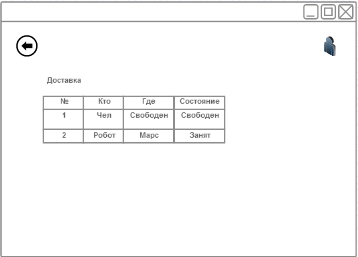 Доставка
№ Кто Где Состояние
1 Чел Свободен Свободен
2 Робот Марс Занят